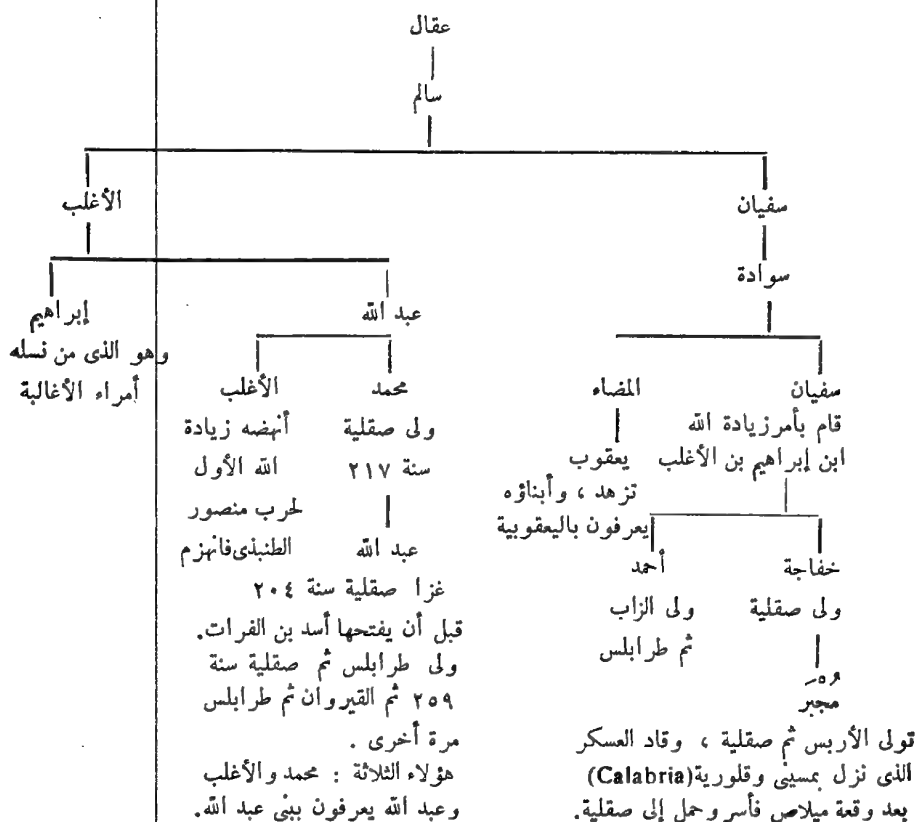 عقال
سالم
سفيان
الأغلب
سوادة
عبد الله
إبراهيم
وهو الذى من نسله
أمراء الأغالبة
سفيان
قام بأمر زيادة الله
ابن إبراهيم بن الأغلب
المضاء
يعقوب
تزهد ، وأبناؤه
يعرفون باليعقوبية
محمد
ولى صقلية
سنة ٢١٧
الأغلب
أنهضه زيادة
الله الأول
لحرب منصور
الطنبذى فانهزم
عبد الله
غزا صقلية سنة ٢٠٤
قبل أن يفتحها أسد بن الفرات.
ولى طرابلس ثم صقلية سنة
٢٥٩ ثم القيروان ثم طرابلس
مرة أخرى .
هؤلاء الثلاثة : محمد والأغلب
وعبد الله يعرفون ببنى عبد الله.
خفاجة
ولى صقلية
أحمد
ولى الزاب
ثم طرابلس
مُجبَر
تولى الأربس ثم صقلية ، وقاد العسكر
الذى نزل بمسينى وقلورية (Calabria)
بعد وقعة ميلاص فأسر وحمل إلى صقلية.